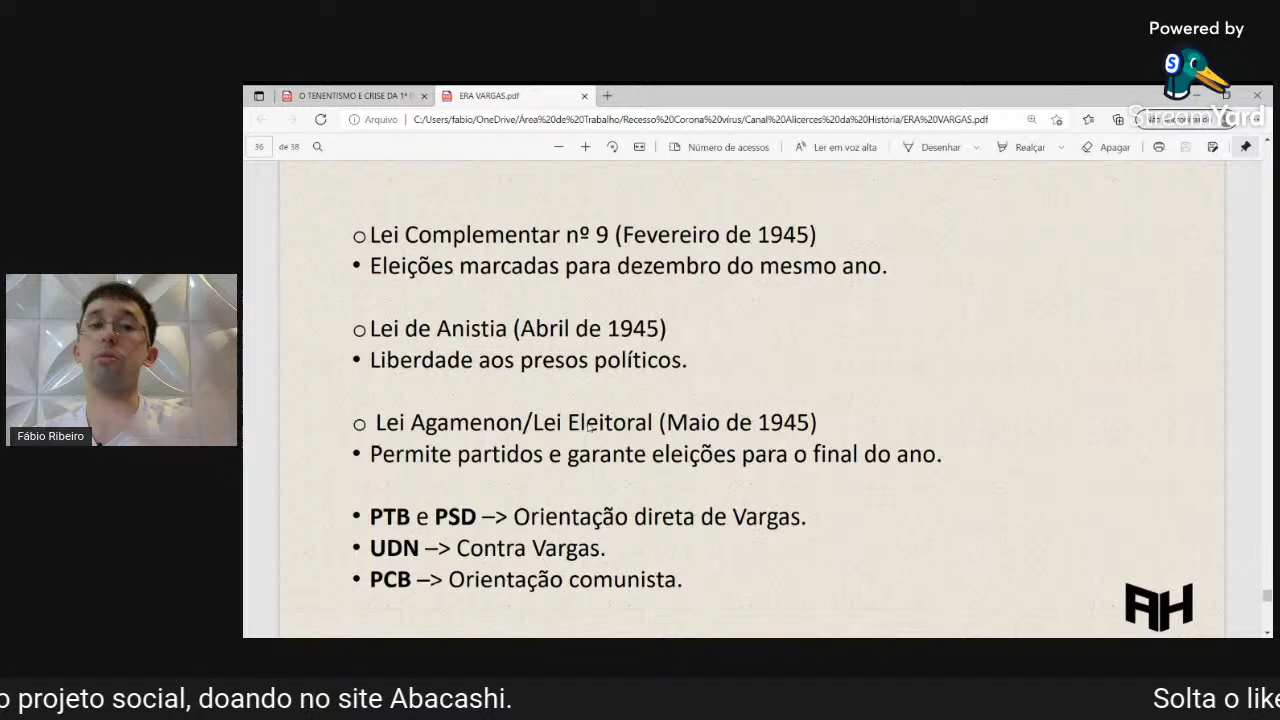 Powered by
StreamYard
O TENENTISMO E CRISE DA 1ª
ERA VARGAS.pdf
Arquivo
C:/Users/fabio/OneDrive/Área%20de%20Trabalho/Recesso%20Corona%20vírus/Canal%20Alicerces%20da%20História/ERA%20VARGAS.pdf
36 de 38
Número de acessos
Ler em voz alta
Desenhar
Realçar
Apagar
Lei Complementar nº 9 (Fevereiro de 1945)
• Eleições marcadas para dezembro do mesmo ano.
Lei de Anistia (Abril de 1945)
• Liberdade aos presos políticos.
Lei Agamenon/Lei Eleitoral (Maio de 1945)
• Permite partidos e garante eleições para o final do ano.
• PTB e PSD –> Orientação direta de Vargas.
• UDN –> Contra Vargas.
• PCB –> Orientação comunista.
AH
Fábio Ribeiro
o projeto social, doando no site Abacashi.
Solta o like